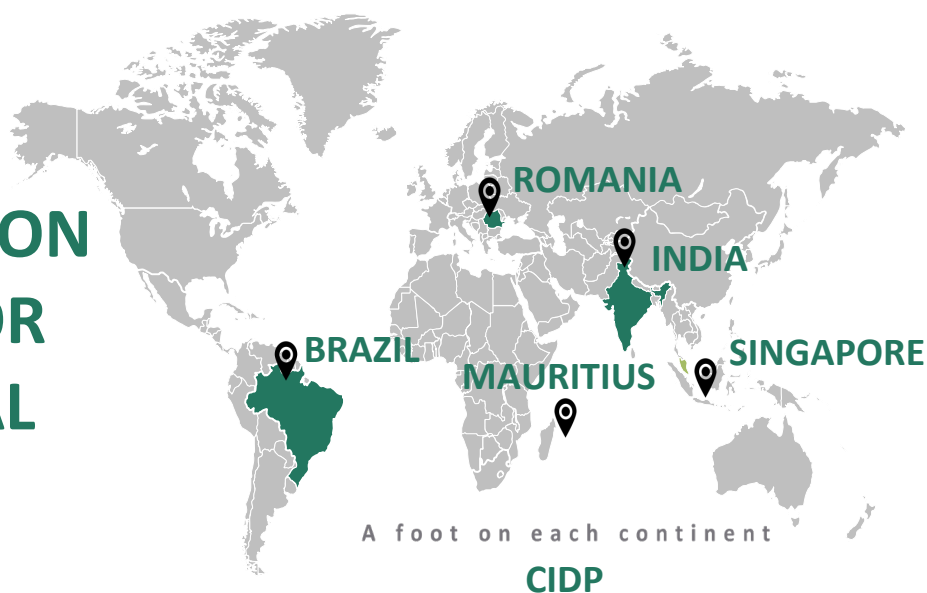 ROMANIA
ON
INDIA
OR
BRAZIL
SINGAPORE
MAURITIUS
AL
A foot on each continent
CIDP